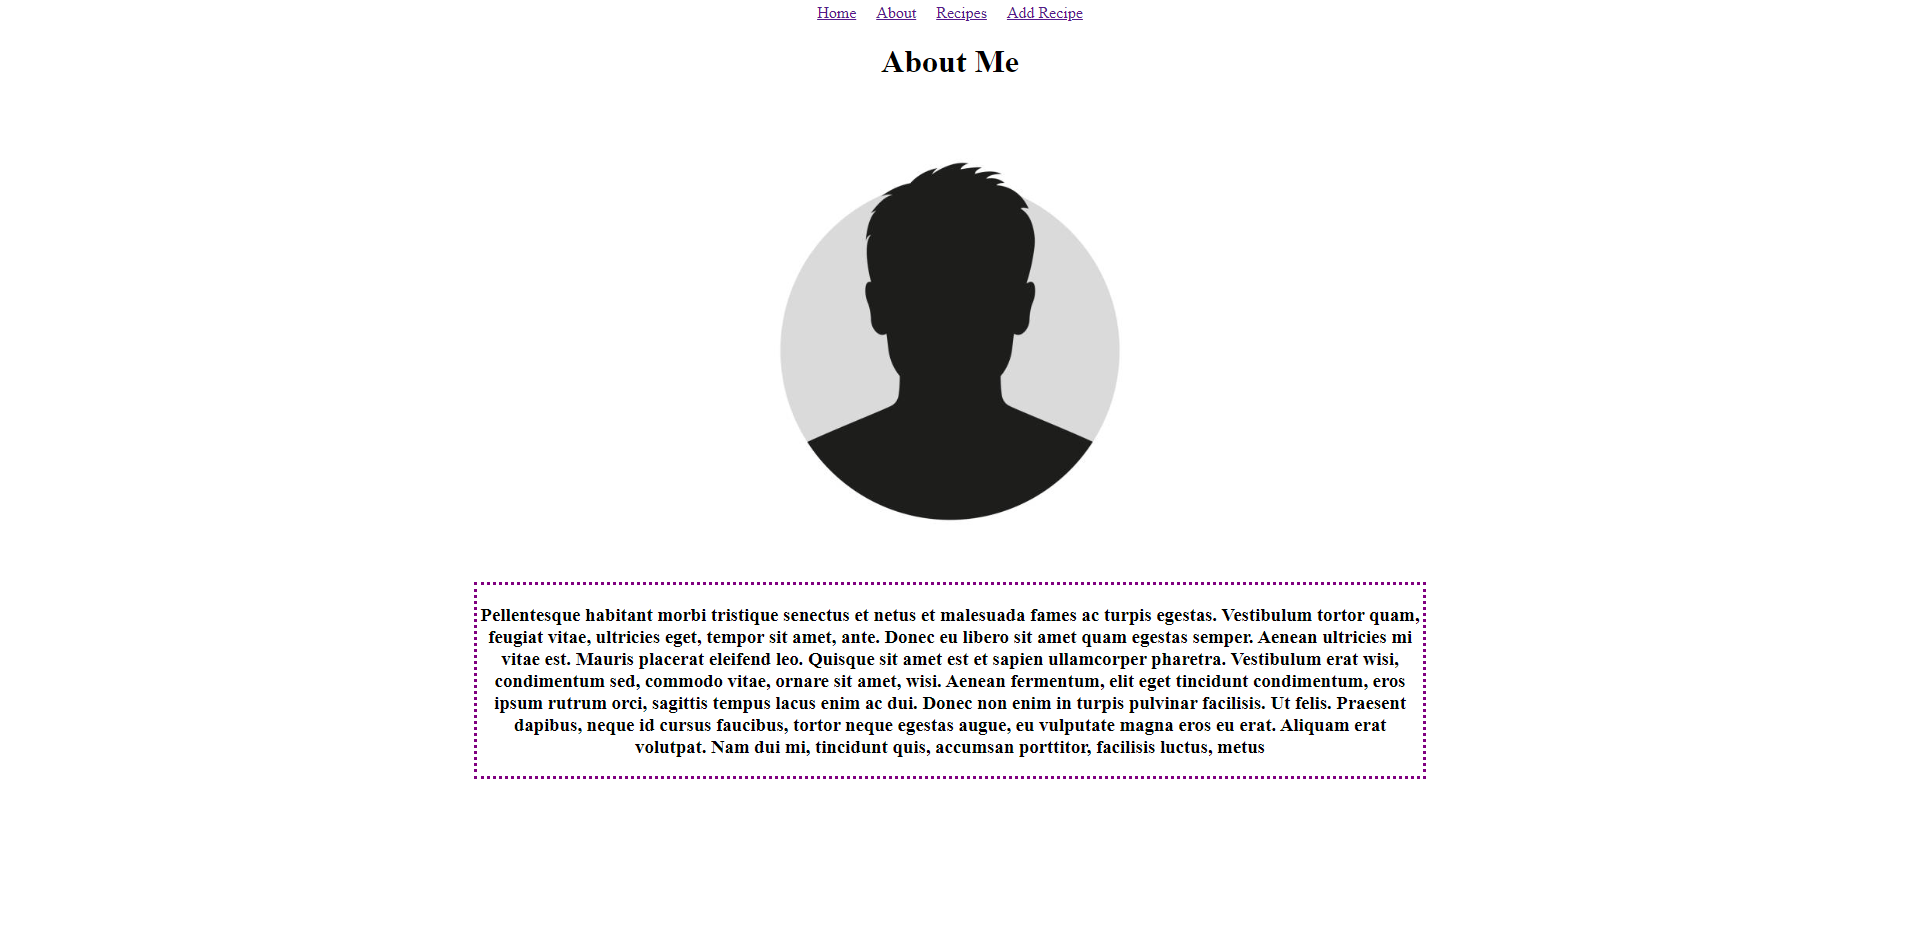 Home About Recipes Add Recipe
About Me
Pellentesque habitant morbi tristique senectus et netus et malesuada fames ac turpis egestas. Vestibulum tortor quam,
feugiat vitae, ultricies eget, tempor sit amet, ante. Donec eu libero sit amet quam egestas semper. Aenean ultricies mi
vitae est. Mauris placerat eleifend leo. Quisque sit amet est et sapien ullamcorper pharetra. Vestibulum erat wisi,
condimentum sed, commodo vitae, ornare sit amet, wisi. Aenean fermentum, elit eget tincidunt condimentum, eros
ipsum rutrum orci, sagittis tempus lacus enim ac dui. Donec non enim in turpis pulvinar facilisis. Ut felis. Praesent
dapibus, neque id cursus faucibus, tortor neque egestas augue, eu vulputate magna eros eu erat. Aliquam erat
volutpat. Nam dui mi, tincidunt quis, accumsan porttitor, facilisis luctus, metus